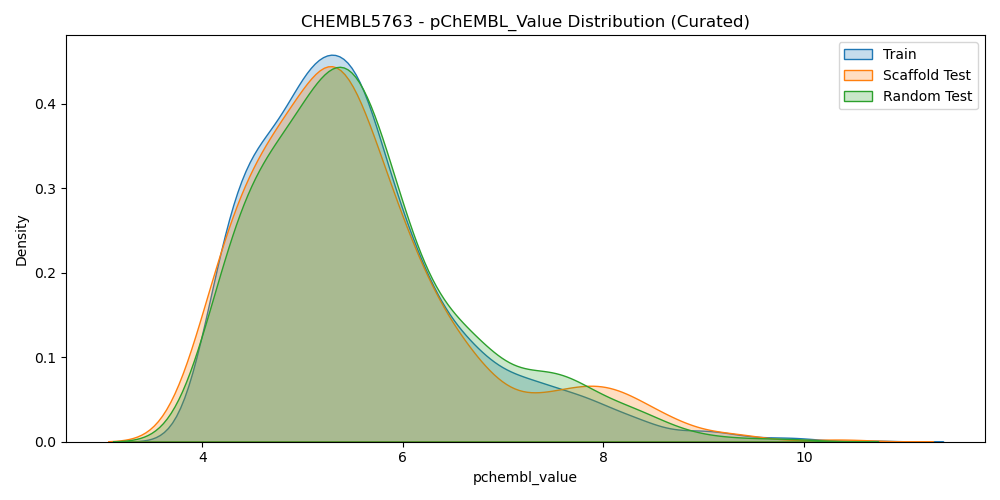 CHEMBL5763 - pChEMBL_Value Distribution (Curated)
Train
Scaffold Test
Random Test
0.4
0.3
0.2
0.1
0.0
Density
4
6
8
10
pchembl_value